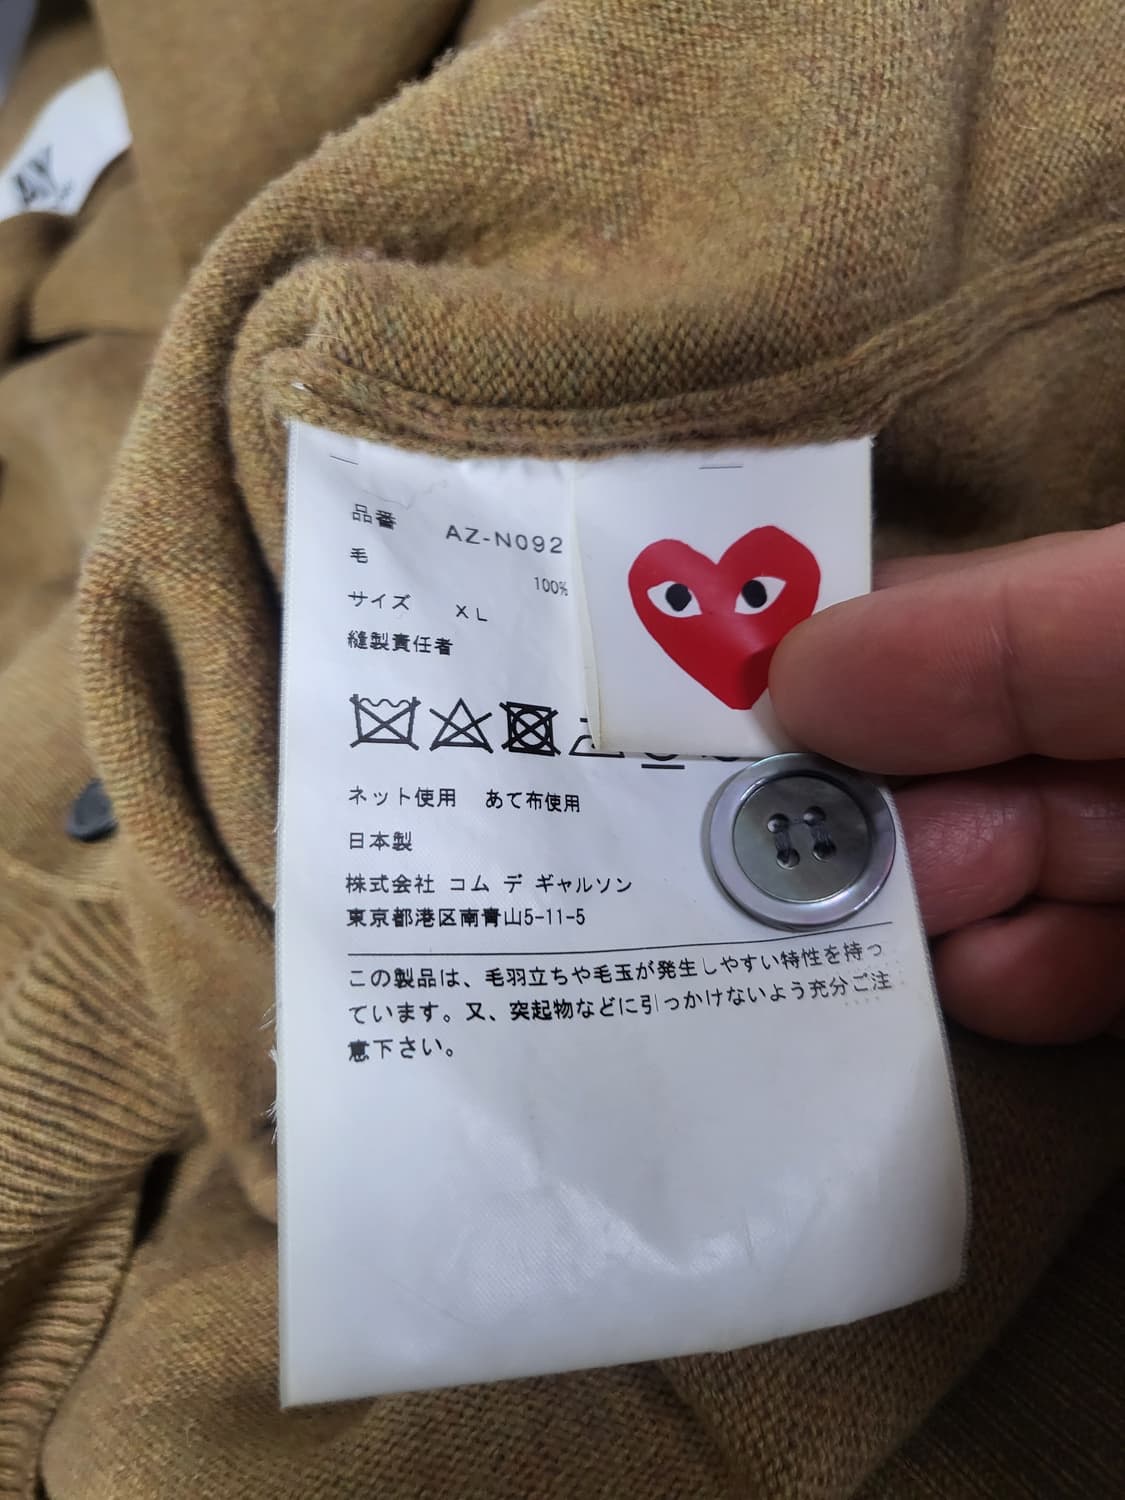 AY
品番 AZ-N092
毛 100%
サイズ XL
縫製責任者
ネット使用 あて布使用
日本製
株式会社 コム デ ギャルソン
東京都港区南青山5-11-5
この製品は、毛羽立ちや毛玉が発生しやすい特性を持っ
ています。又、突起物などに引っかけないよう充分ご注
意下さい。